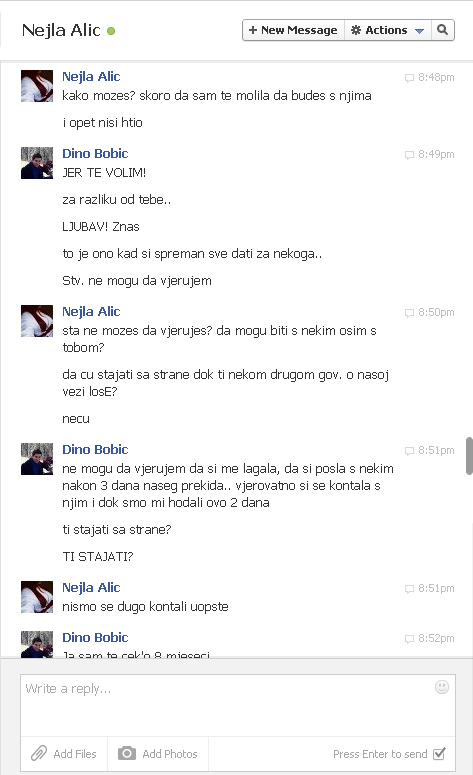 Nejla Alic
+ New Message
Actions
Nejla Alic
8:48pm
kako mozes? skoro da sam te molila da budes s njima
i opet nisi htio
Dino Bobic
8:49pm
JER TE VOLIM!
za razliku od tebe..
LJUBAV! Znas
to je ono kad si spreman sve dati za nekoga..
Stv. ne mogu da vjerujem
Nejla Alic
8:50pm
sta ne mozes da vjerujes? da mogu biti s nekim osim s
tobom?
da cu stajati sa strane dok ti nekom drugom gov. o nasoj
vezi losE?
necu
Dino Bobic
8:51pm
ne mogu da vjerujem da si me lagala, da si posla s nekim
nakon 3 dana naseg prekida.. vjerovatno si se kontala s
njim i dok smo mi hodali ovo 2 dana
ti stajati sa strane?
TI STAJATI?
Nejla Alic
8:51pm
nismo se dugo kontali uopste
Dino Bobic
8:52pm
Ja sam te cek'o 8 mjeseci
Write a reply...
Add Files
Add Photos
Press Enter to send